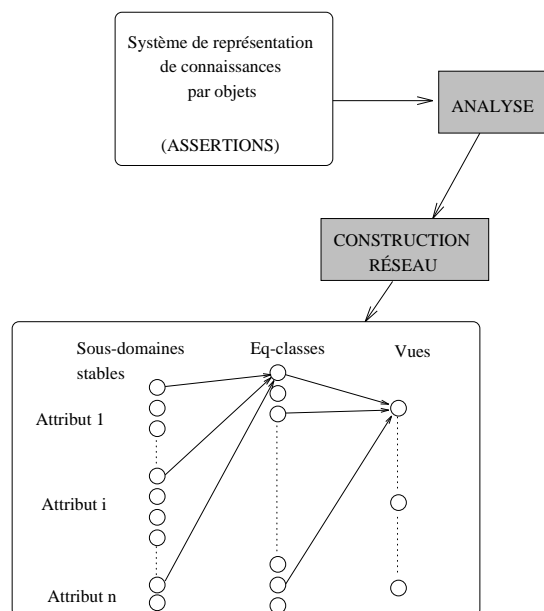 Système de représentation
de connaissances
par objets
(ASSERTIONS)
ANALYSE
CONSTRUCTION
RÉSEAU
Sous-domaines
stables
Eq-classes
Vues
Attribut 1
Attribut i
Attribut n